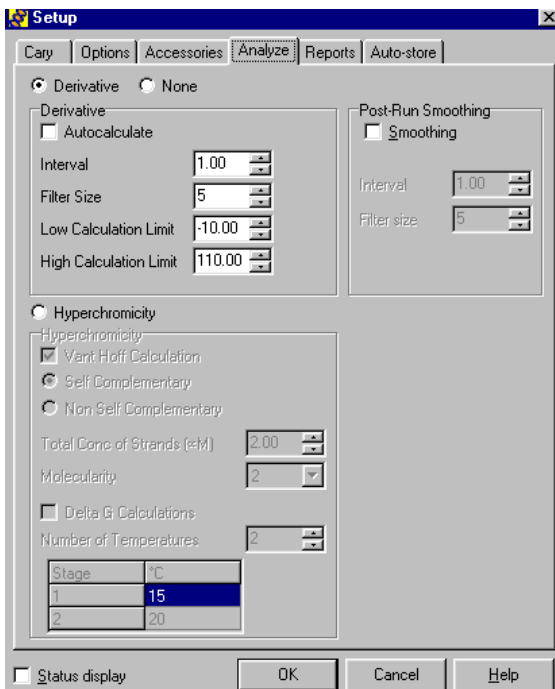 Setup
Cary Options Accessories Analyze Reports Auto-store
Derivative None
Derivative
Autocalculate
Interval 1.00
Filter Size 5
Low Calculation Limit -10.00
High Calculation Limit 110.00
Post-Run Smoothing
Smoothing
Interval 1.00
Filter size 5
Hyperchromicity
Hyperchromicity
Vant Hoff Calculation
Self Complementary
Non Self Complementary
Total Conc of Strands (≈M) 2.00
Molecularity 2
Delta G Calculations
Number of Temperatures 2
Stage °C
1 15
2 20
Status display OK Cancel Help